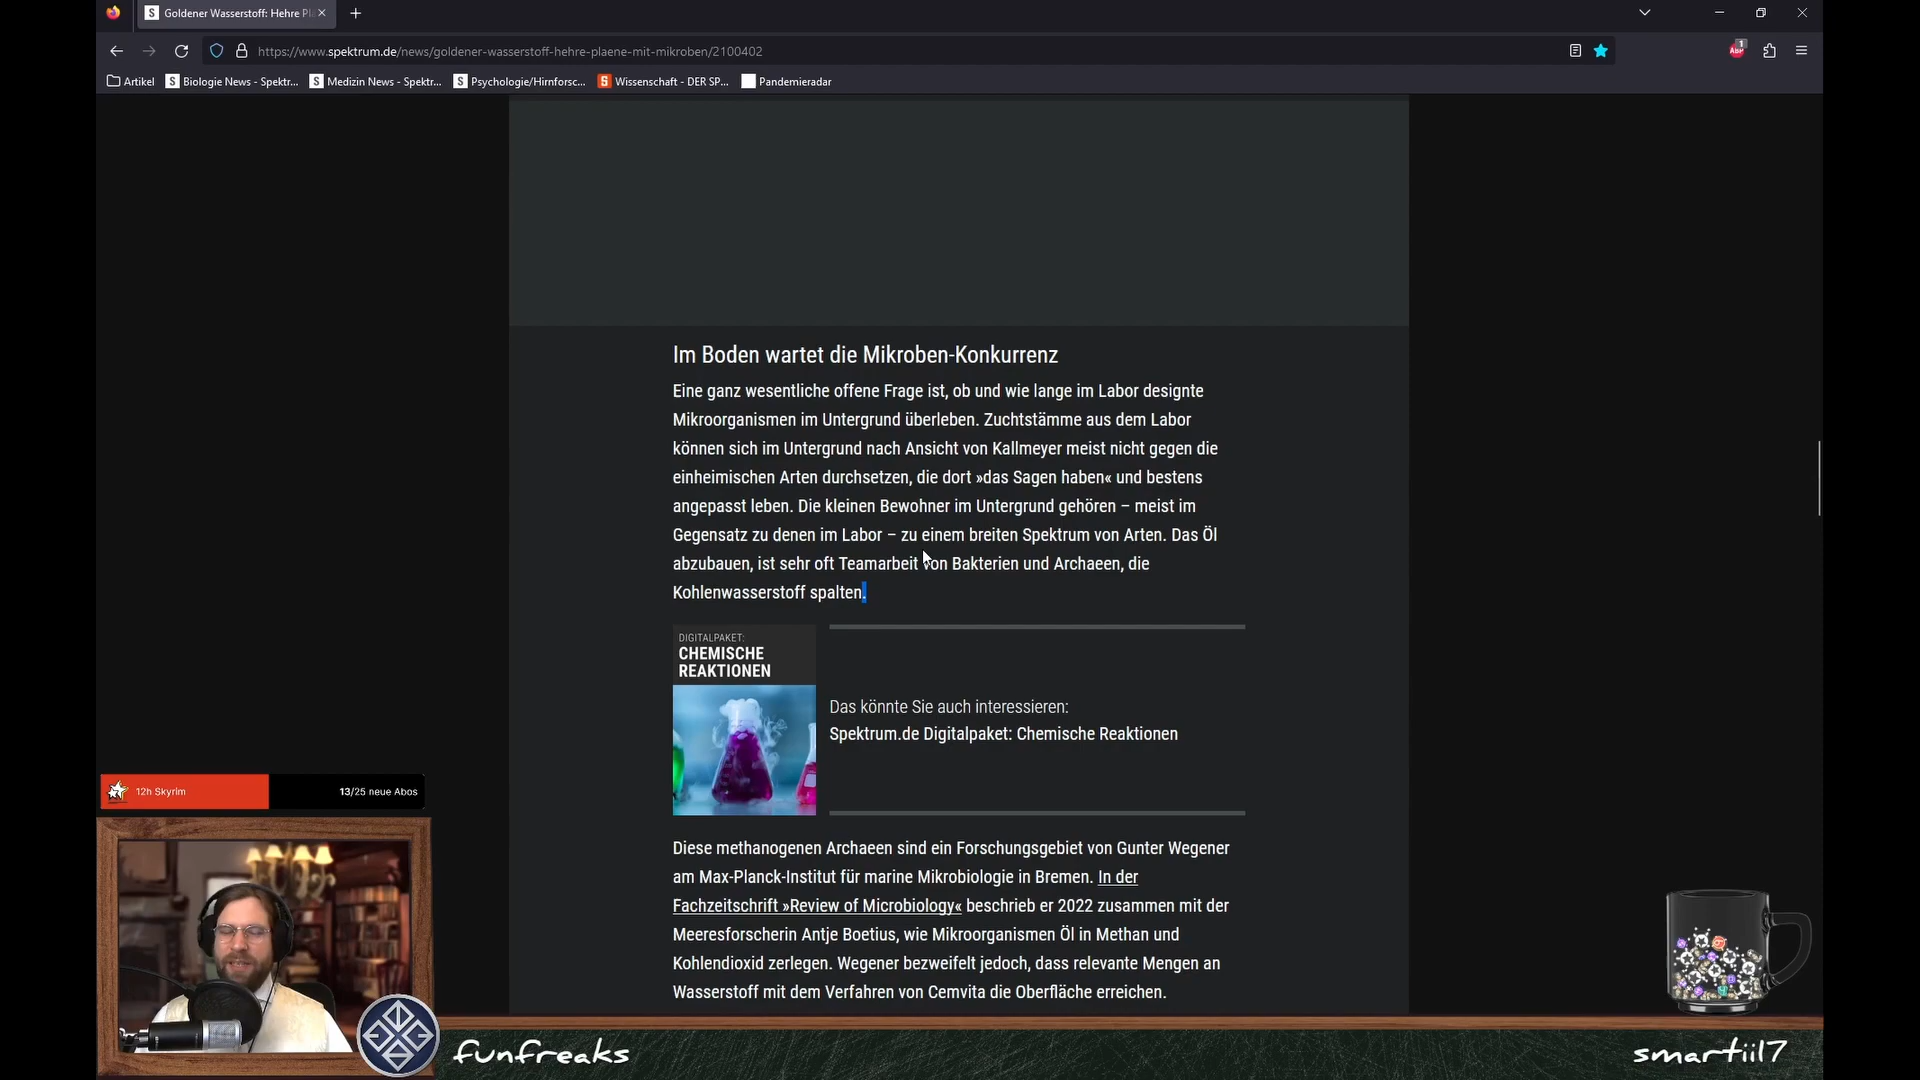 Goldener Wasserstoff: Hehre Pl
https://www.spektrum.de/news/goldener-wasserstoff-hehre-plaene-mit-mikroben/2100402
ABP
1
Artikel
S Biologie News - Spektr...
S Medizin News - Spektr...
S Psychologie/Hirnforsc...
S Wissenschaft - DER SP...
Pandemieradar
Im Boden wartet die Mikroben-Konkurrenz
Eine ganz wesentliche offene Frage ist, ob und wie lange im Labor designte
Mikroorganismen im Untergrund überleben. Zuchtstämme aus dem Labor
können sich im Untergrund nach Ansicht von Kallmeyer meist nicht gegen die
einheimischen Arten durchsetzen, die dort »das Sagen haben« und bestens
angepasst leben. Die kleinen Bewohner im Untergrund gehören – meist im
Gegensatz zu denen im Labor – zu einem breiten Spektrum von Arten. Das Öl
abzubauen, ist sehr oft Teamarbeit von Bakterien und Archaeen, die
Kohlenwasserstoff spalten.
DIGITALPAKET:
CHEMISCHE
REAKTIONEN
Das könnte Sie auch interessieren:
Spektrum.de Digitalpaket: Chemische Reaktionen
Diese methanogenen Archaeen sind ein Forschungsgebiet von Gunter Wegener
am Max-Planck-Institut für marine Mikrobiologie in Bremen. In der
Fachzeitschrift »Review of Microbiology« beschrieb er 2022 zusammen mit der
Meeresforscherin Antje Boetius, wie Mikroorganismen Öl in Methan und
Kohlendioxid zerlegen. Wegener bezweifelt jedoch, dass relevante Mengen an
Wasserstoff mit dem Verfahren von Cemvita die Oberfläche erreichen.
12h Skyrim
13/25 neue Abos
funfreaks
smartiil7